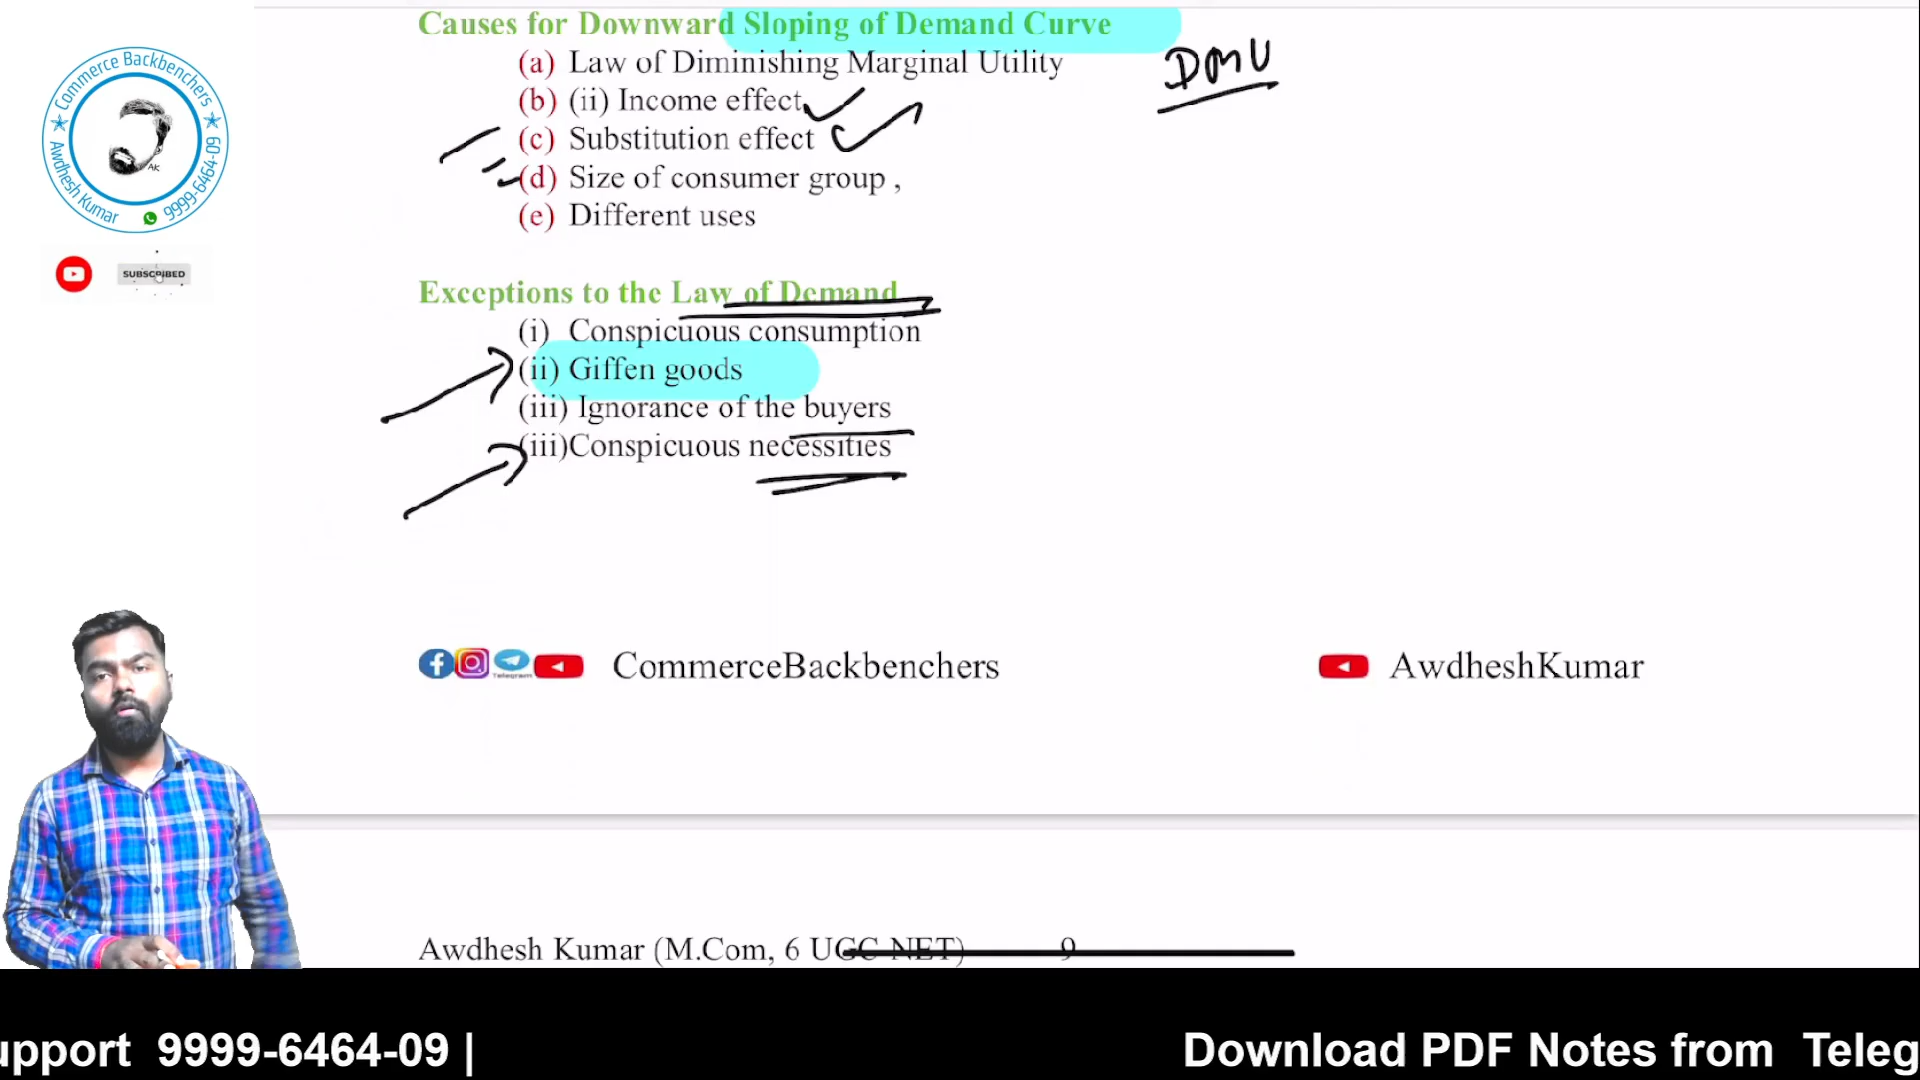 Causes for Downward Sloping of Demand Curve
(a) Law of Diminishing Marginal Utility
DMU
(b) (ii) Income effect
(c) Substitution effect
(d) Size of consumer group ,
(e) Different uses
★ Commerce Backbenchers ★
Awdhesh Kumar 9999-6464-09
AK
SUBSCRIBED
Exceptions to the Law of Demand
(i) Conspicuous consumption
(ii) Giffen goods
(iii) Ignorance of the buyers
(iii)Conspicuous necessities
Telegram
CommerceBackbenchers
AwdheshKumar
Awdhesh Kumar (M.Com, 6 UGC NET) 9
upport 9999-6464-09 |
Download PDF Notes from Teleg